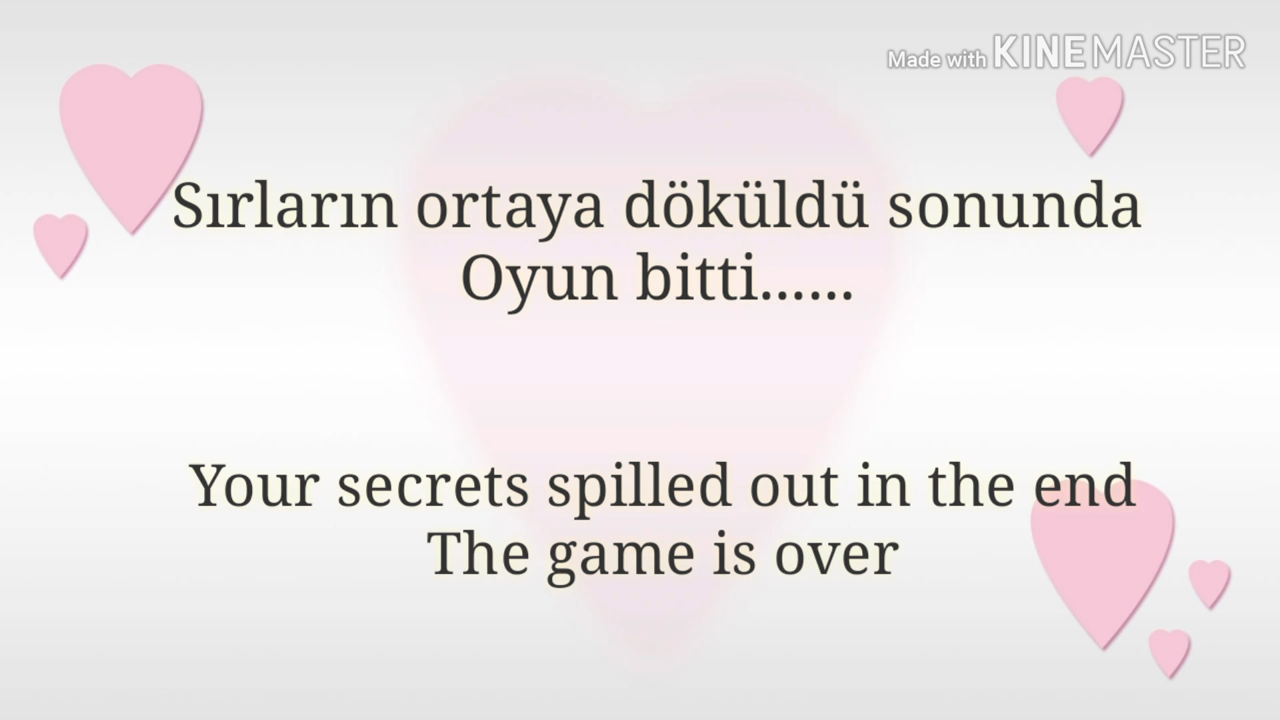 Made with KINEMASTER
Sırların ortaya döküldü sonunda
Oyun bitti......
Your secrets spilled out in the end
The game is over